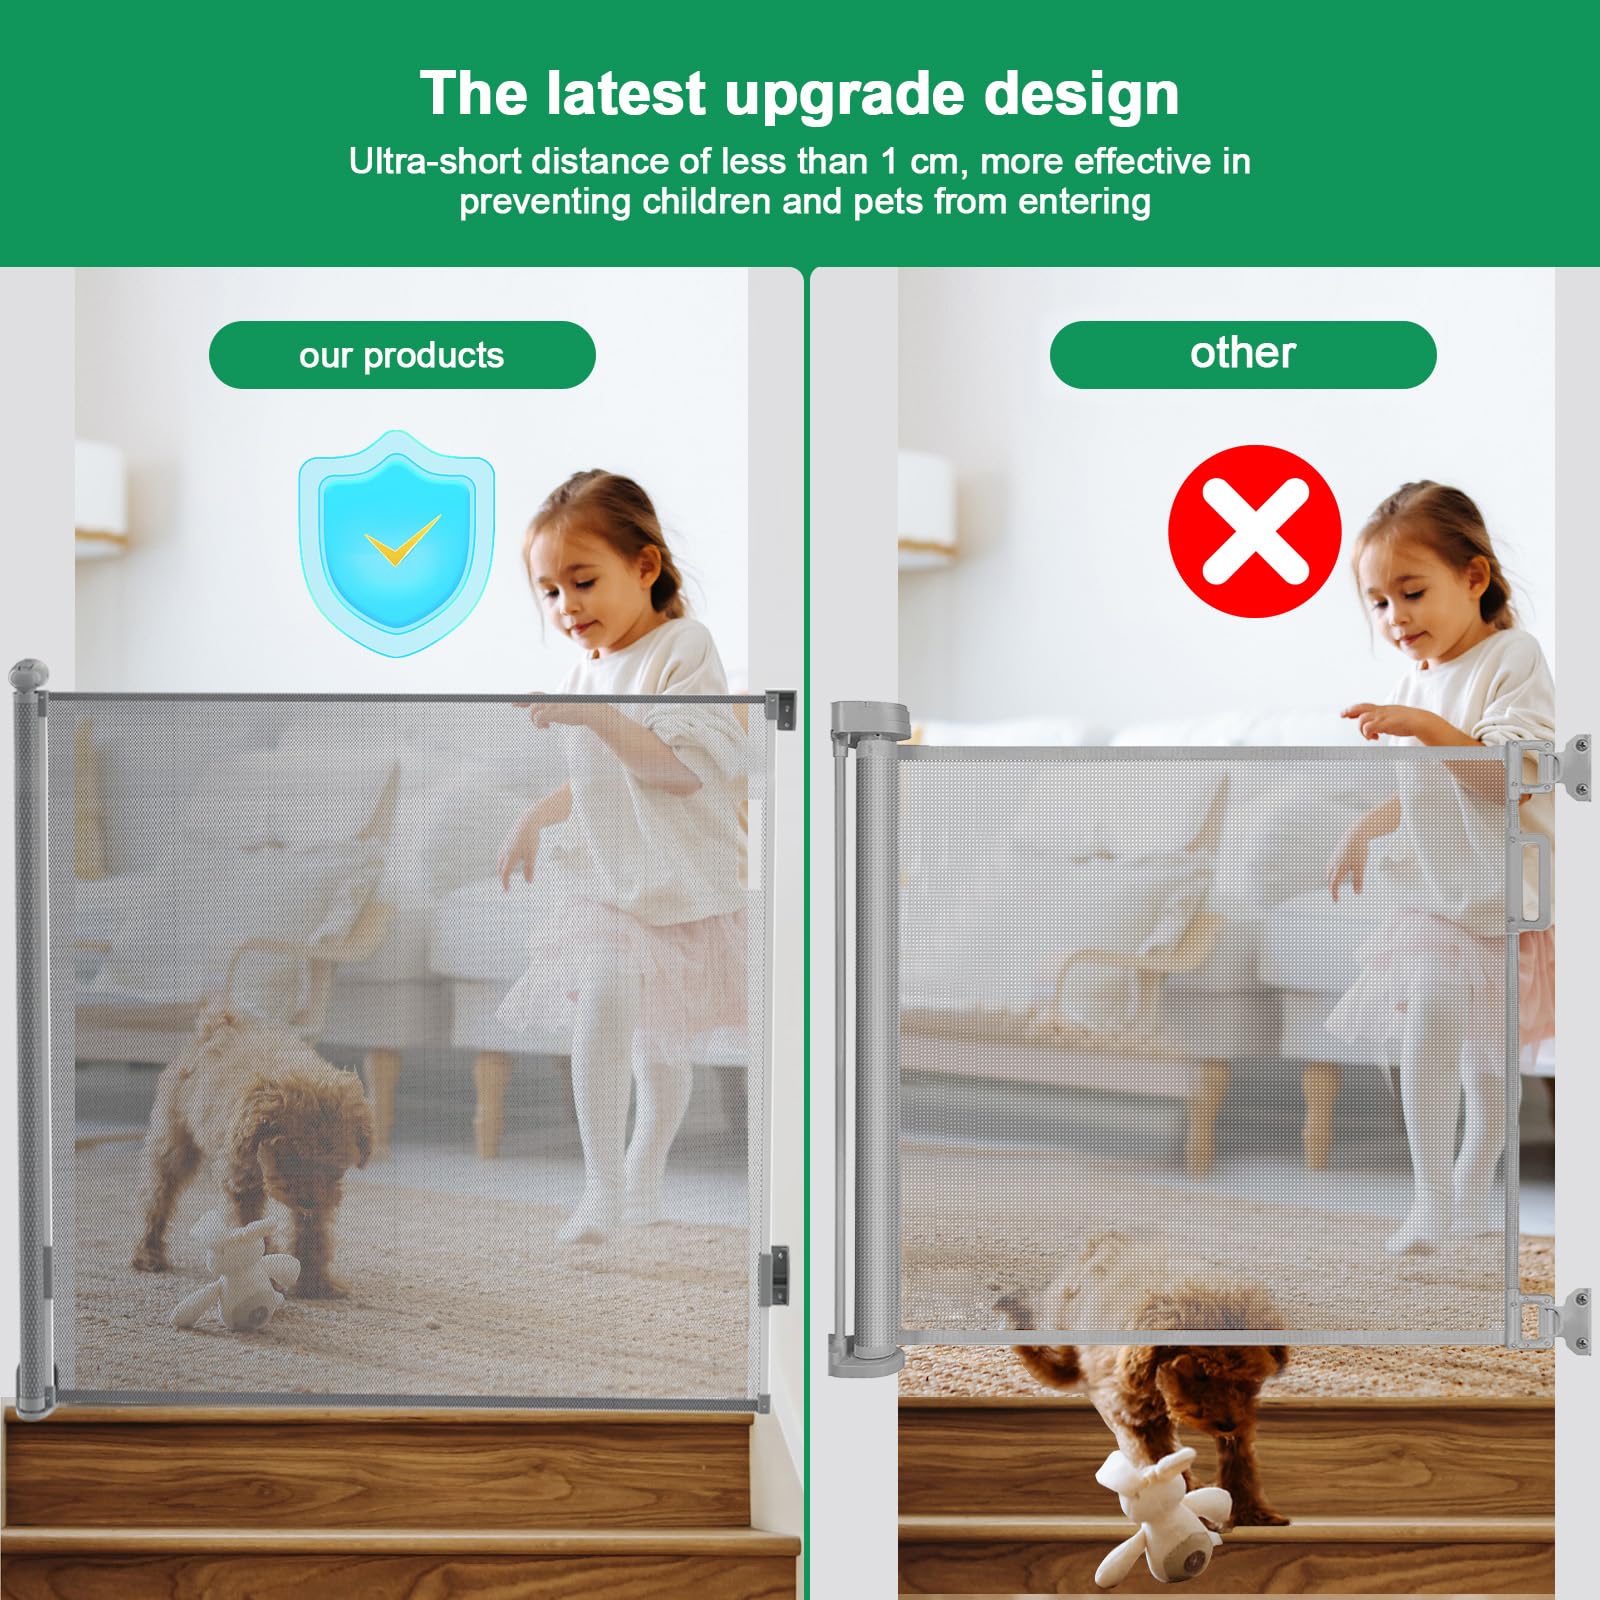 The latest upgrade design
Ultra-short distance of less than 1 cm, more effective in
preventing children and pets from entering
our products
other